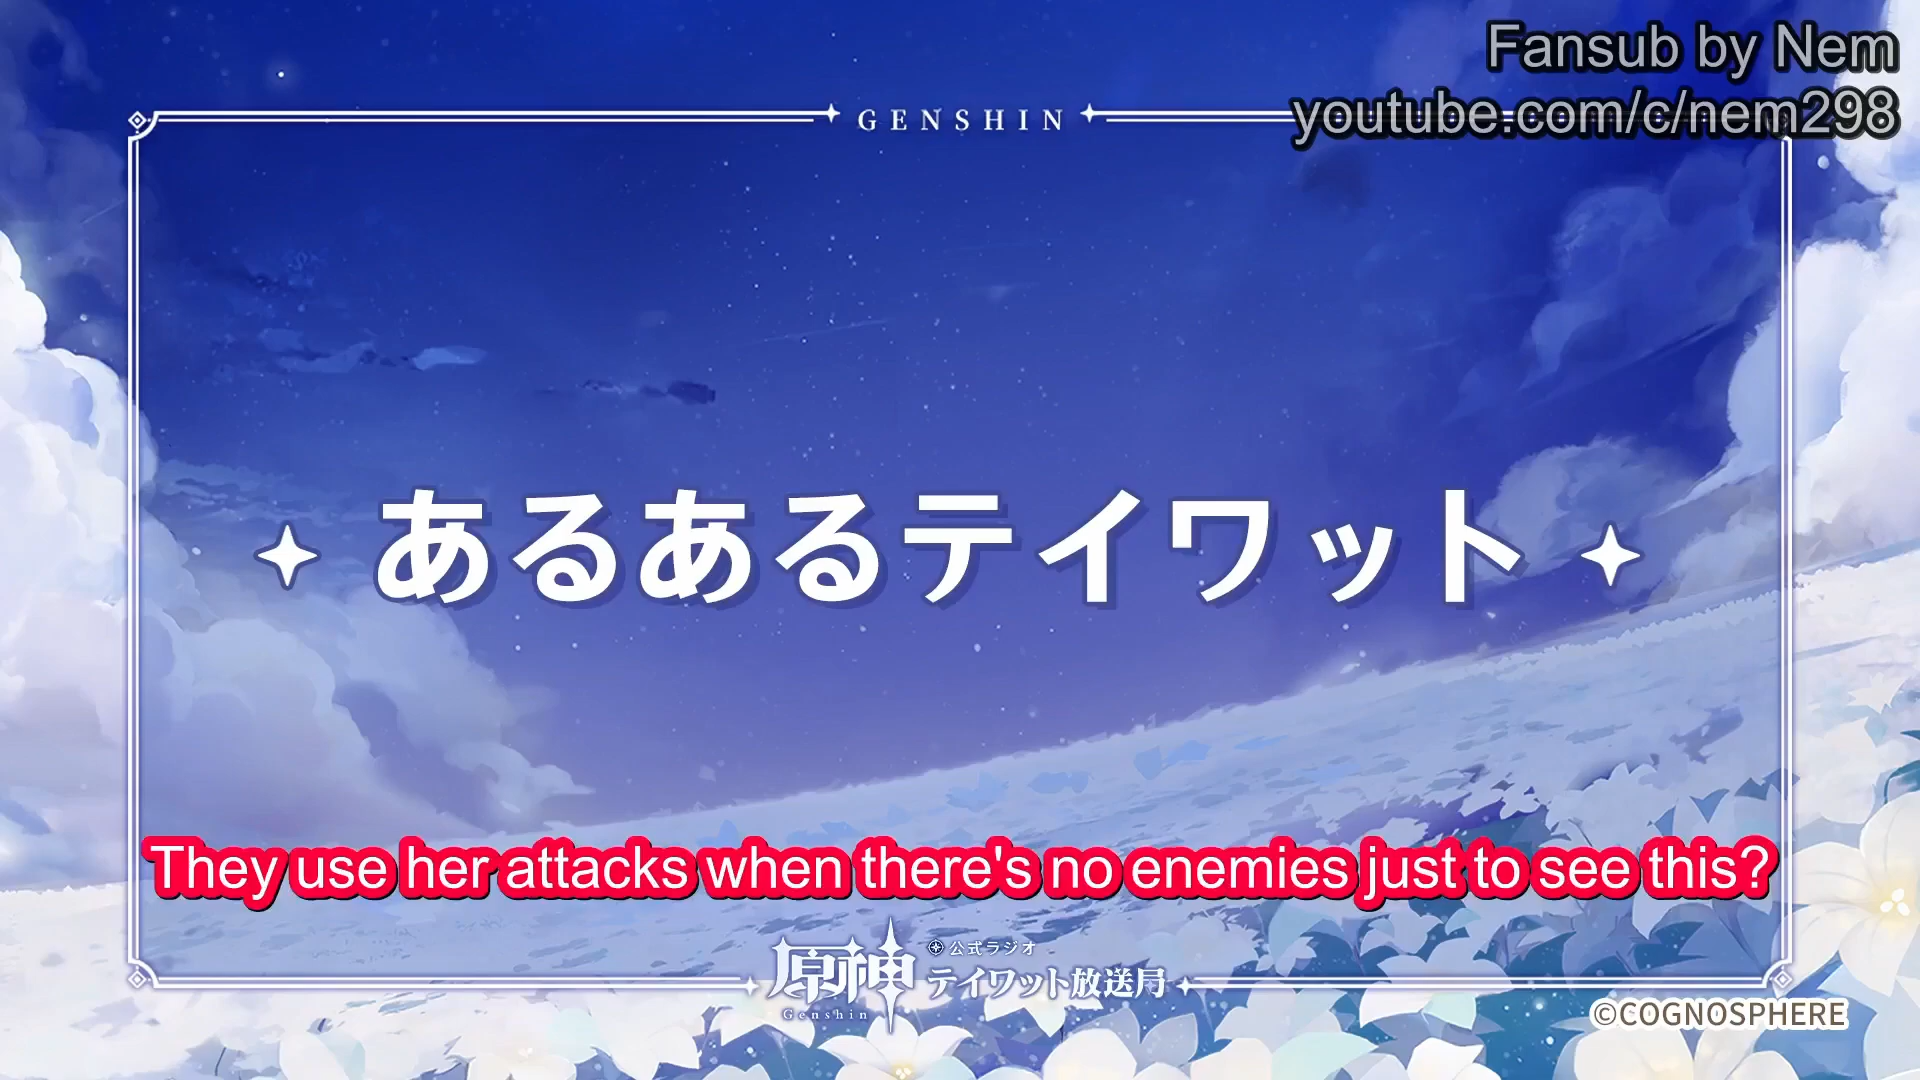 Fansub by Nem
youtube.com/c/nem298
GENSHIN
あるあるテイワット
They use her attacks when there's no enemies just to see this?
原神
Genshin
公式ラジオ
テイワット放送局
©COGNOSPHERE